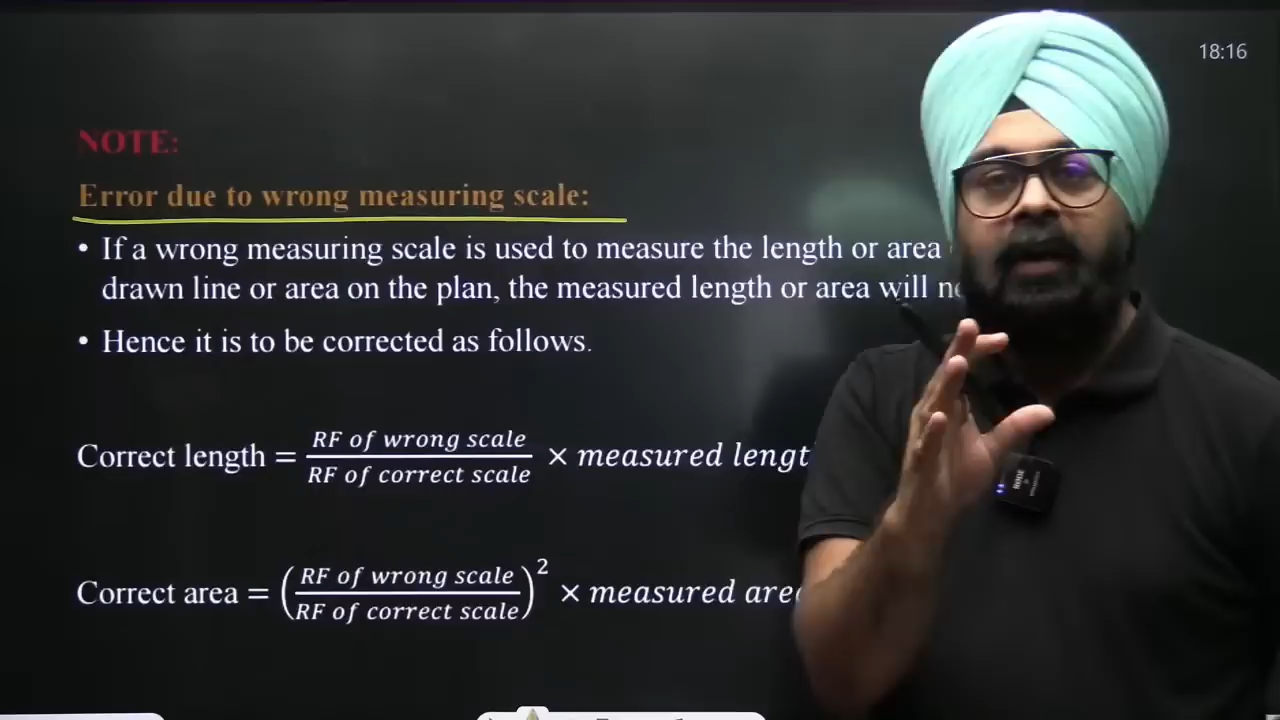 18:16
NOTE:
Error due to wrong measuring scale:
• If a wrong measuring scale is used to measure the length or area
drawn line or area on the plan, the measured length or area will
• Hence it is to be corrected as follows.
Correct length = RF of wrong scale / RF of correct scale × measured
Correct area = (RF of wrong scale / RF of correct scale)² × measured
RODE